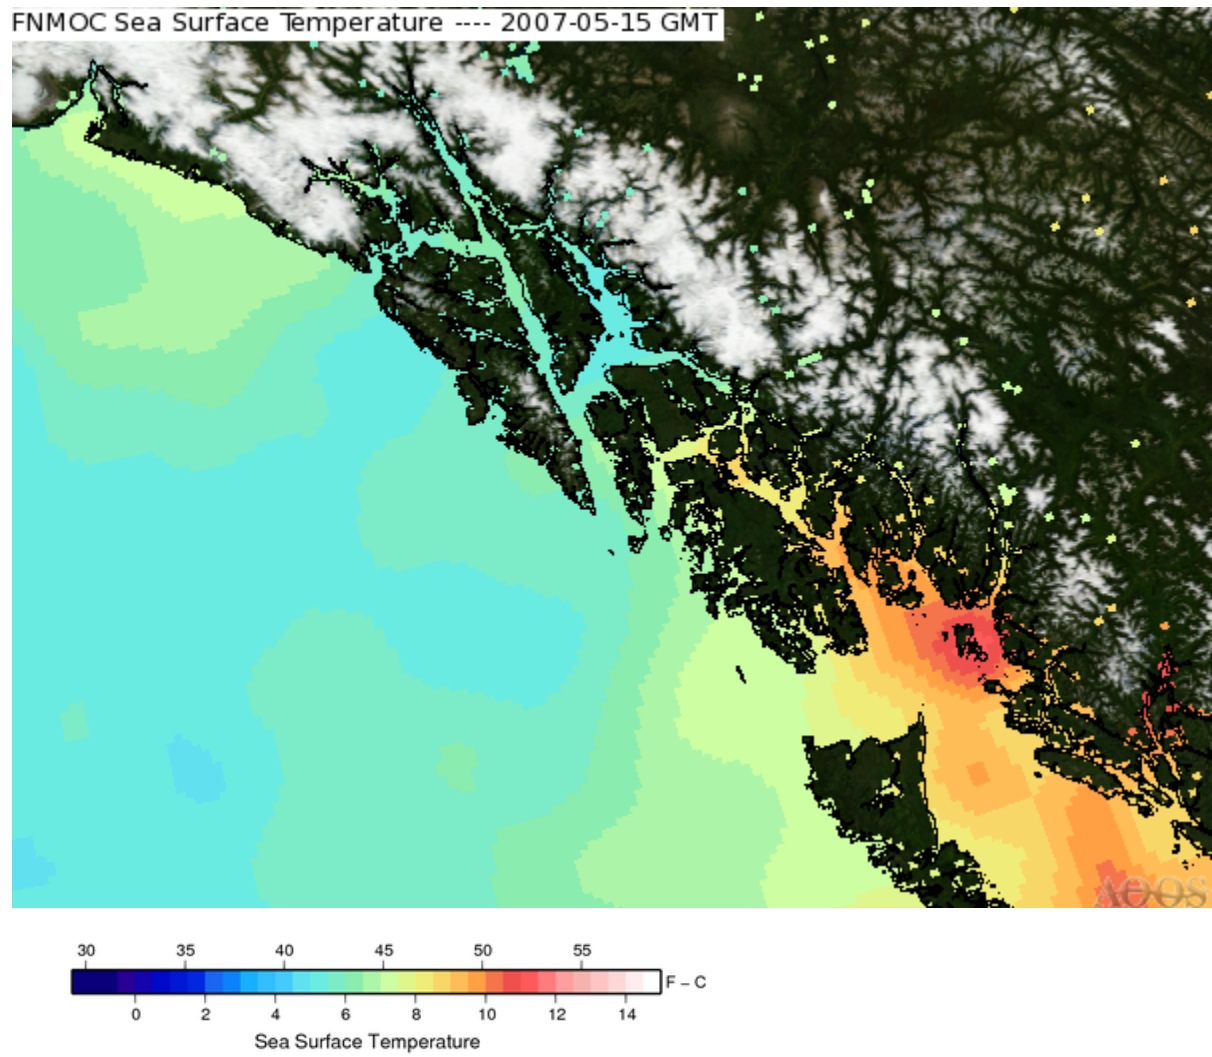 FNMOC Sea Surface Temperature ---- 2007-05-15 GMT
AOOS
30 35 40 45 50 55
F - C
0 2 4 6 8 10 12 14
Sea Surface Temperature